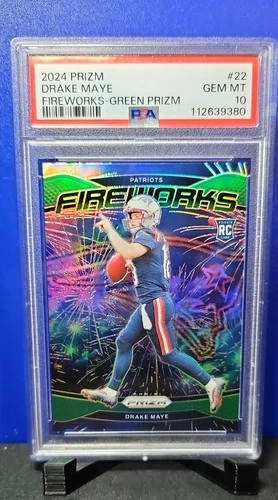 2024 PRIZM #22
DRAKE MAYE GEM MT
FIREWORKS-GREEN PRIZM 10
PSA 112639380
PATRIOTS
FIREWORKS
RC
PRIZM
DRAKE MAYE